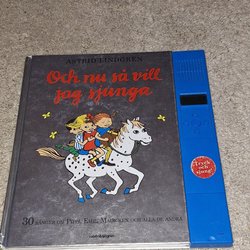 ASTRID LINDGREN
Och nu så vill
jag sjunga
Tryck
och
sjung!
30 SÅNGER OM PIPPI, EMIL, MADICKEN OCH ALLA DE ANDRA